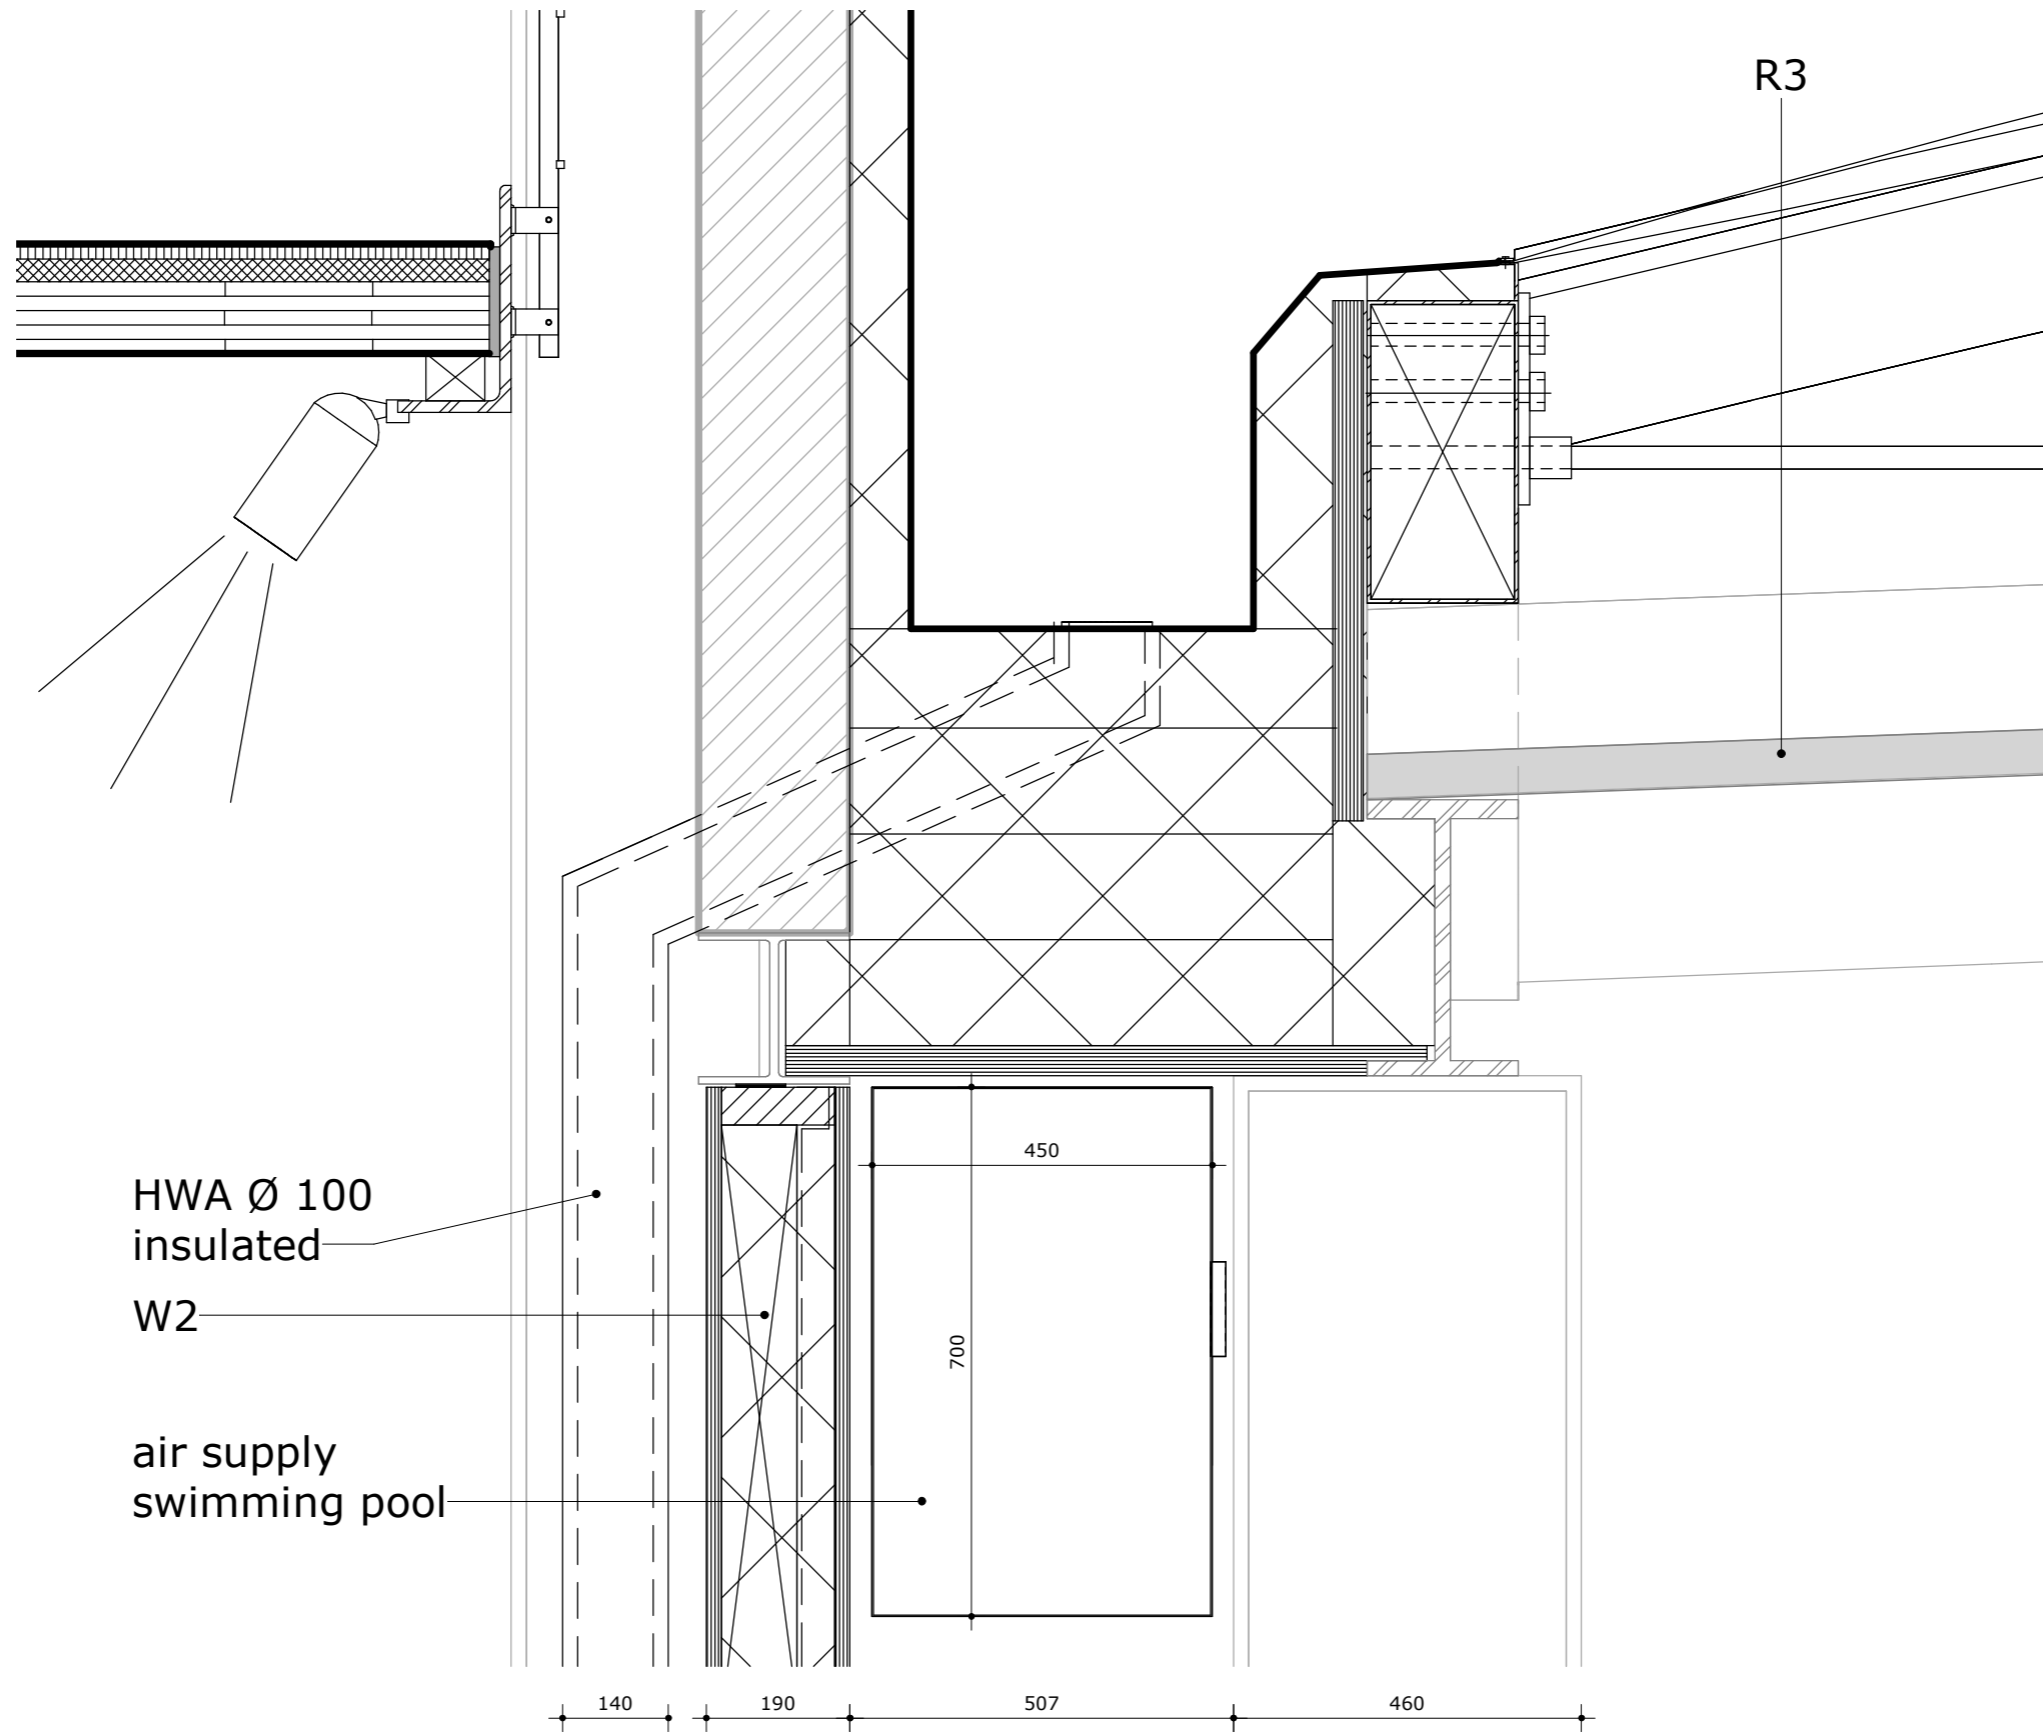 R3
450
700
HWA Ø 100
insulated
W2
air supply
swimming pool
140
190
507
460